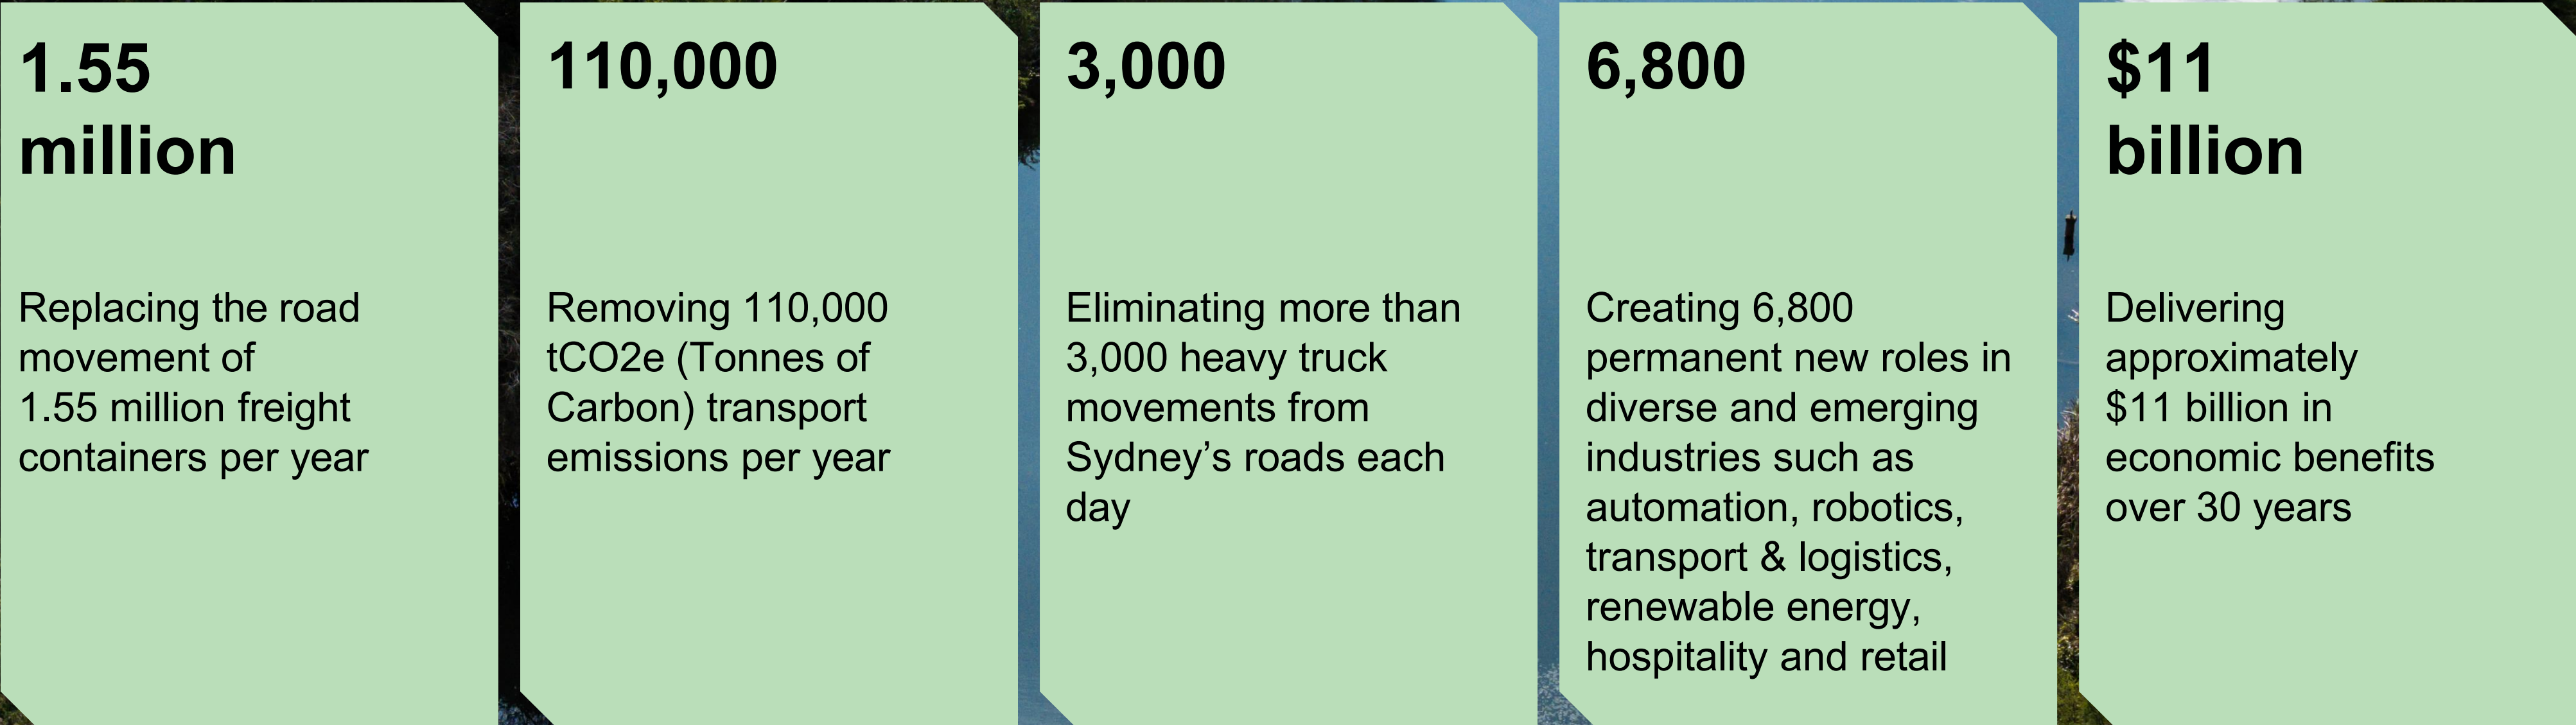 1.55
million
Replacing the road
movement of
1.55 million freight
containers per year
110,000
Removing 110,000
tCO2e (Tonnes of
Carbon) transport
emissions per year
3,000
Eliminating more than
3,000 heavy truck
movements from
Sydney’s roads each
day
6,800
Creating 6,800
permanent new roles in
diverse and emerging
industries such as
automation, robotics,
transport & logistics,
renewable energy,
hospitality and retail
$11
billion
Delivering
approximately
$11 billion in
economic benefits
over 30 years